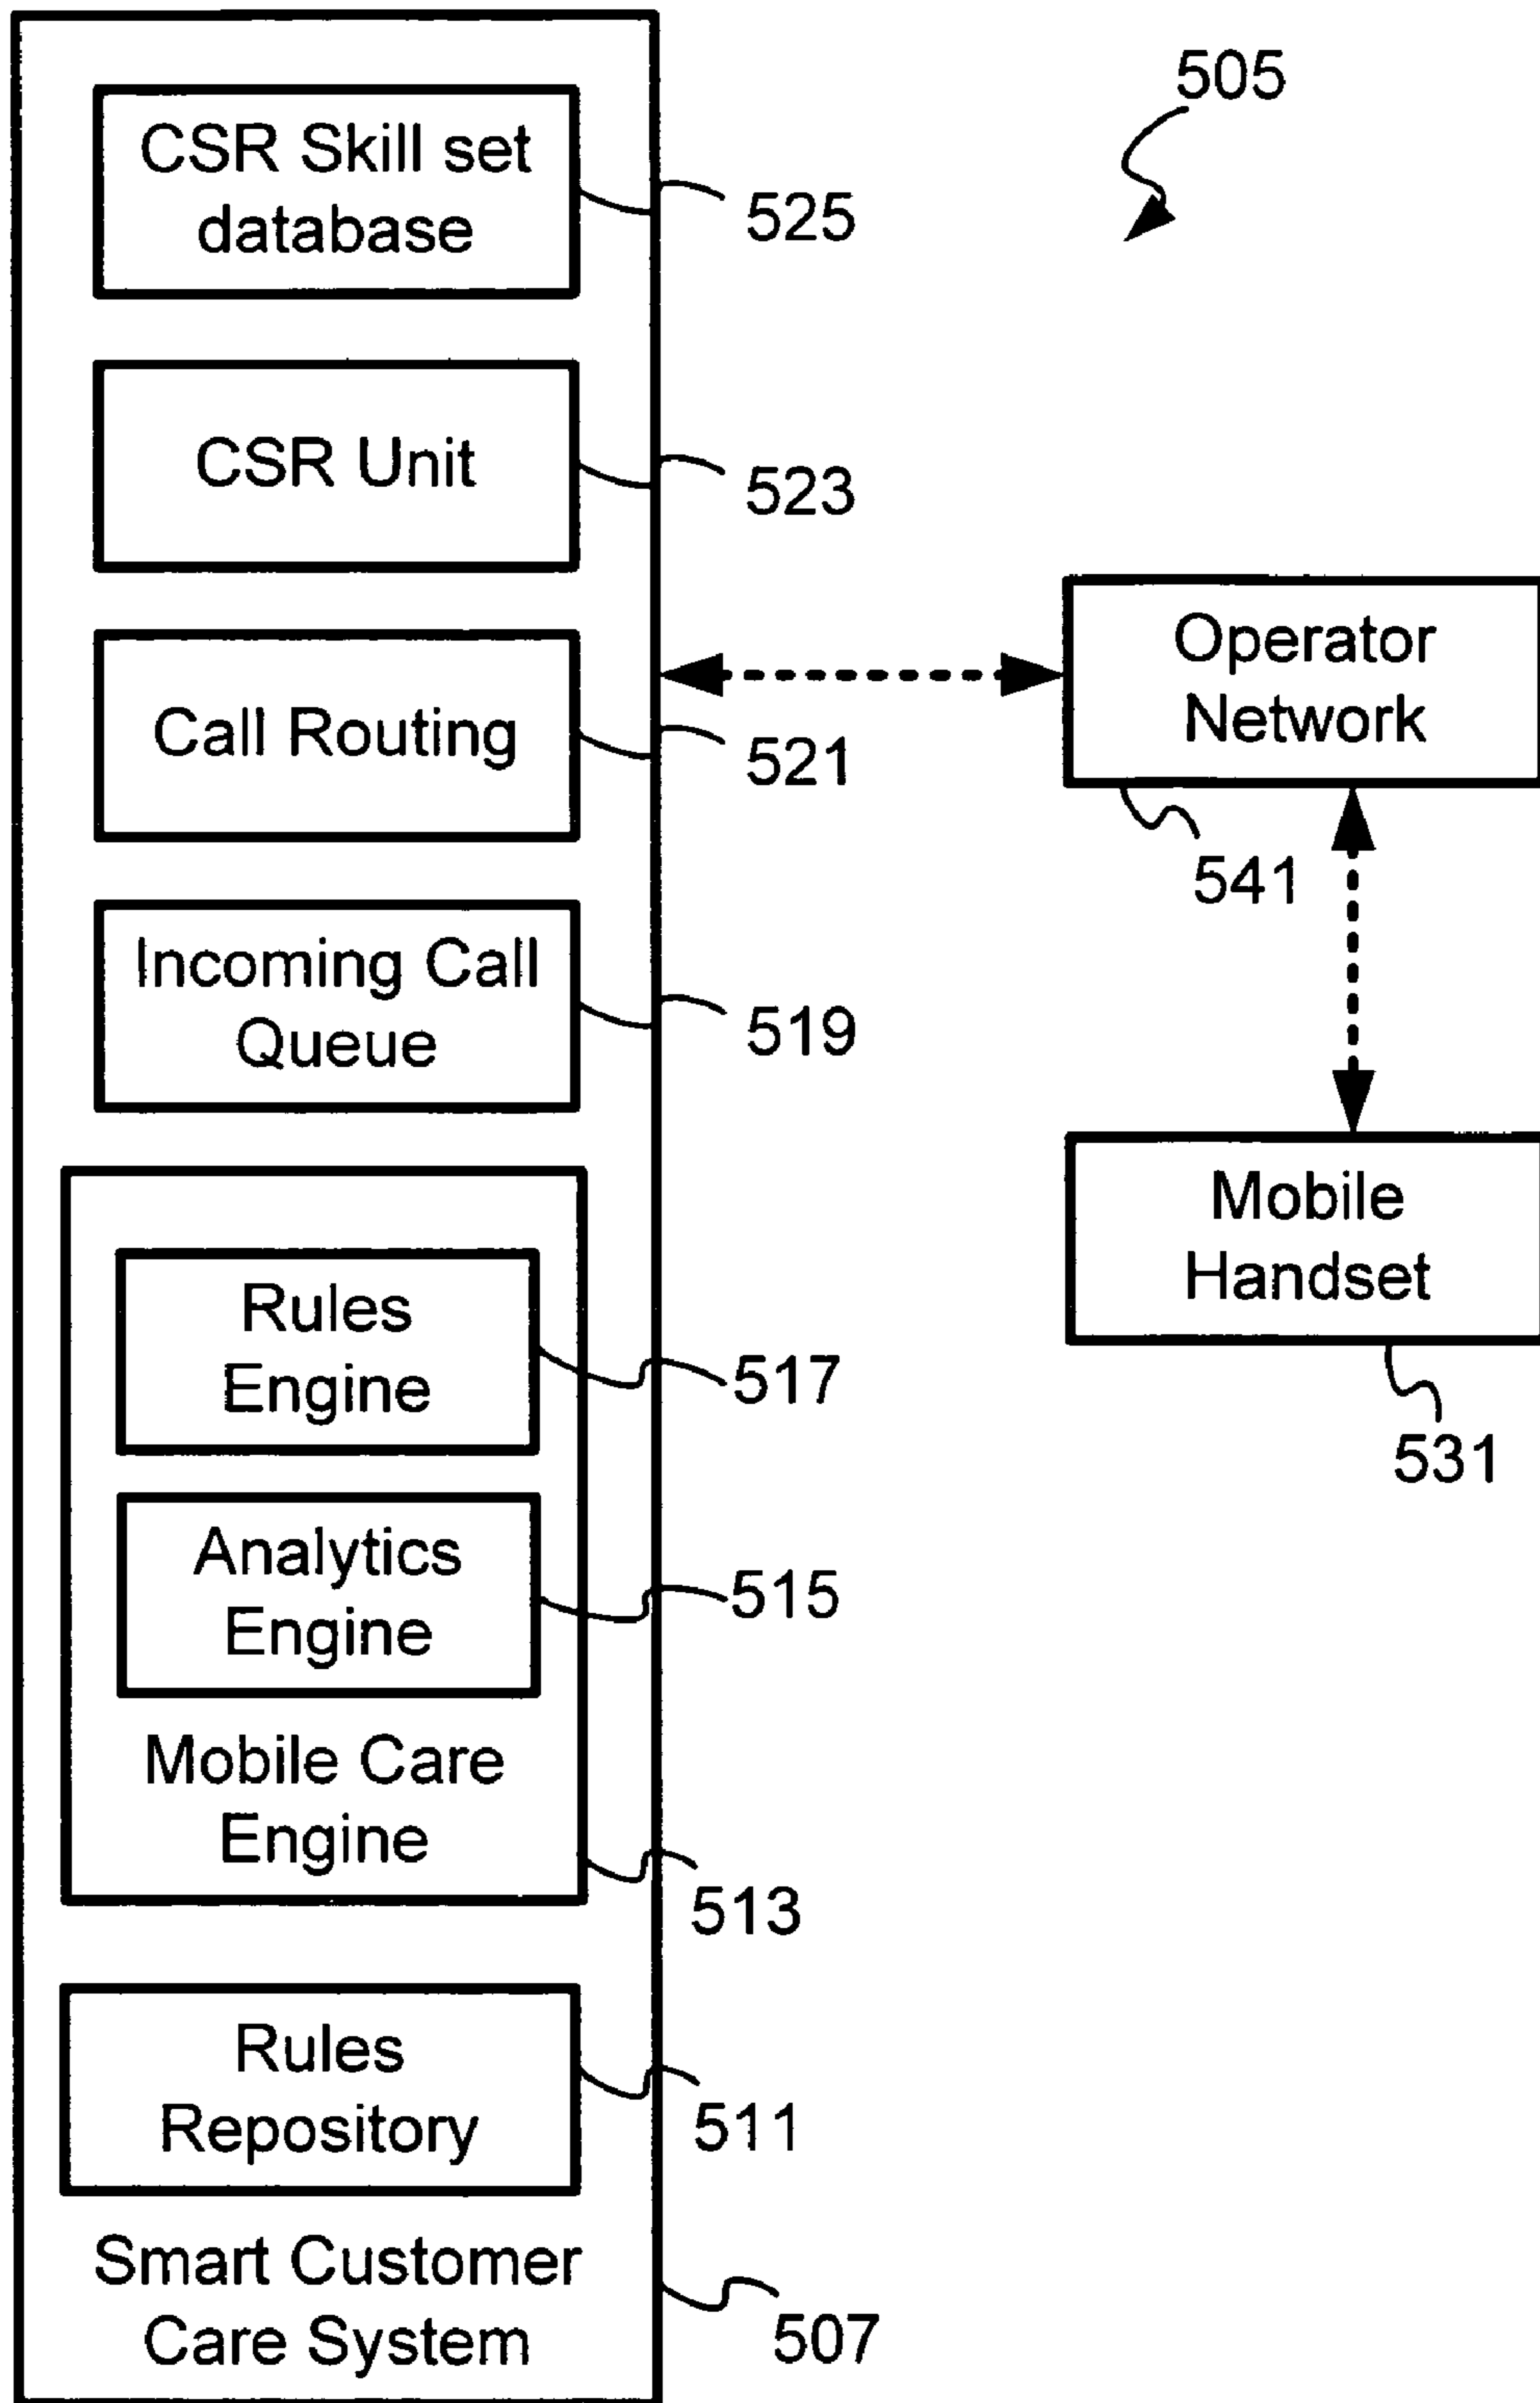 505
CSR Skill set
database
525
CSR Unit
523
Call Routing
521
Operator
Network
541
Incoming Call
Queue
519
Mobile
Handset
531
Rules
Engine
517
Analytics
Engine
515
Mobile Care
Engine
513
Rules
Repository
511
Smart Customer
Care System
507